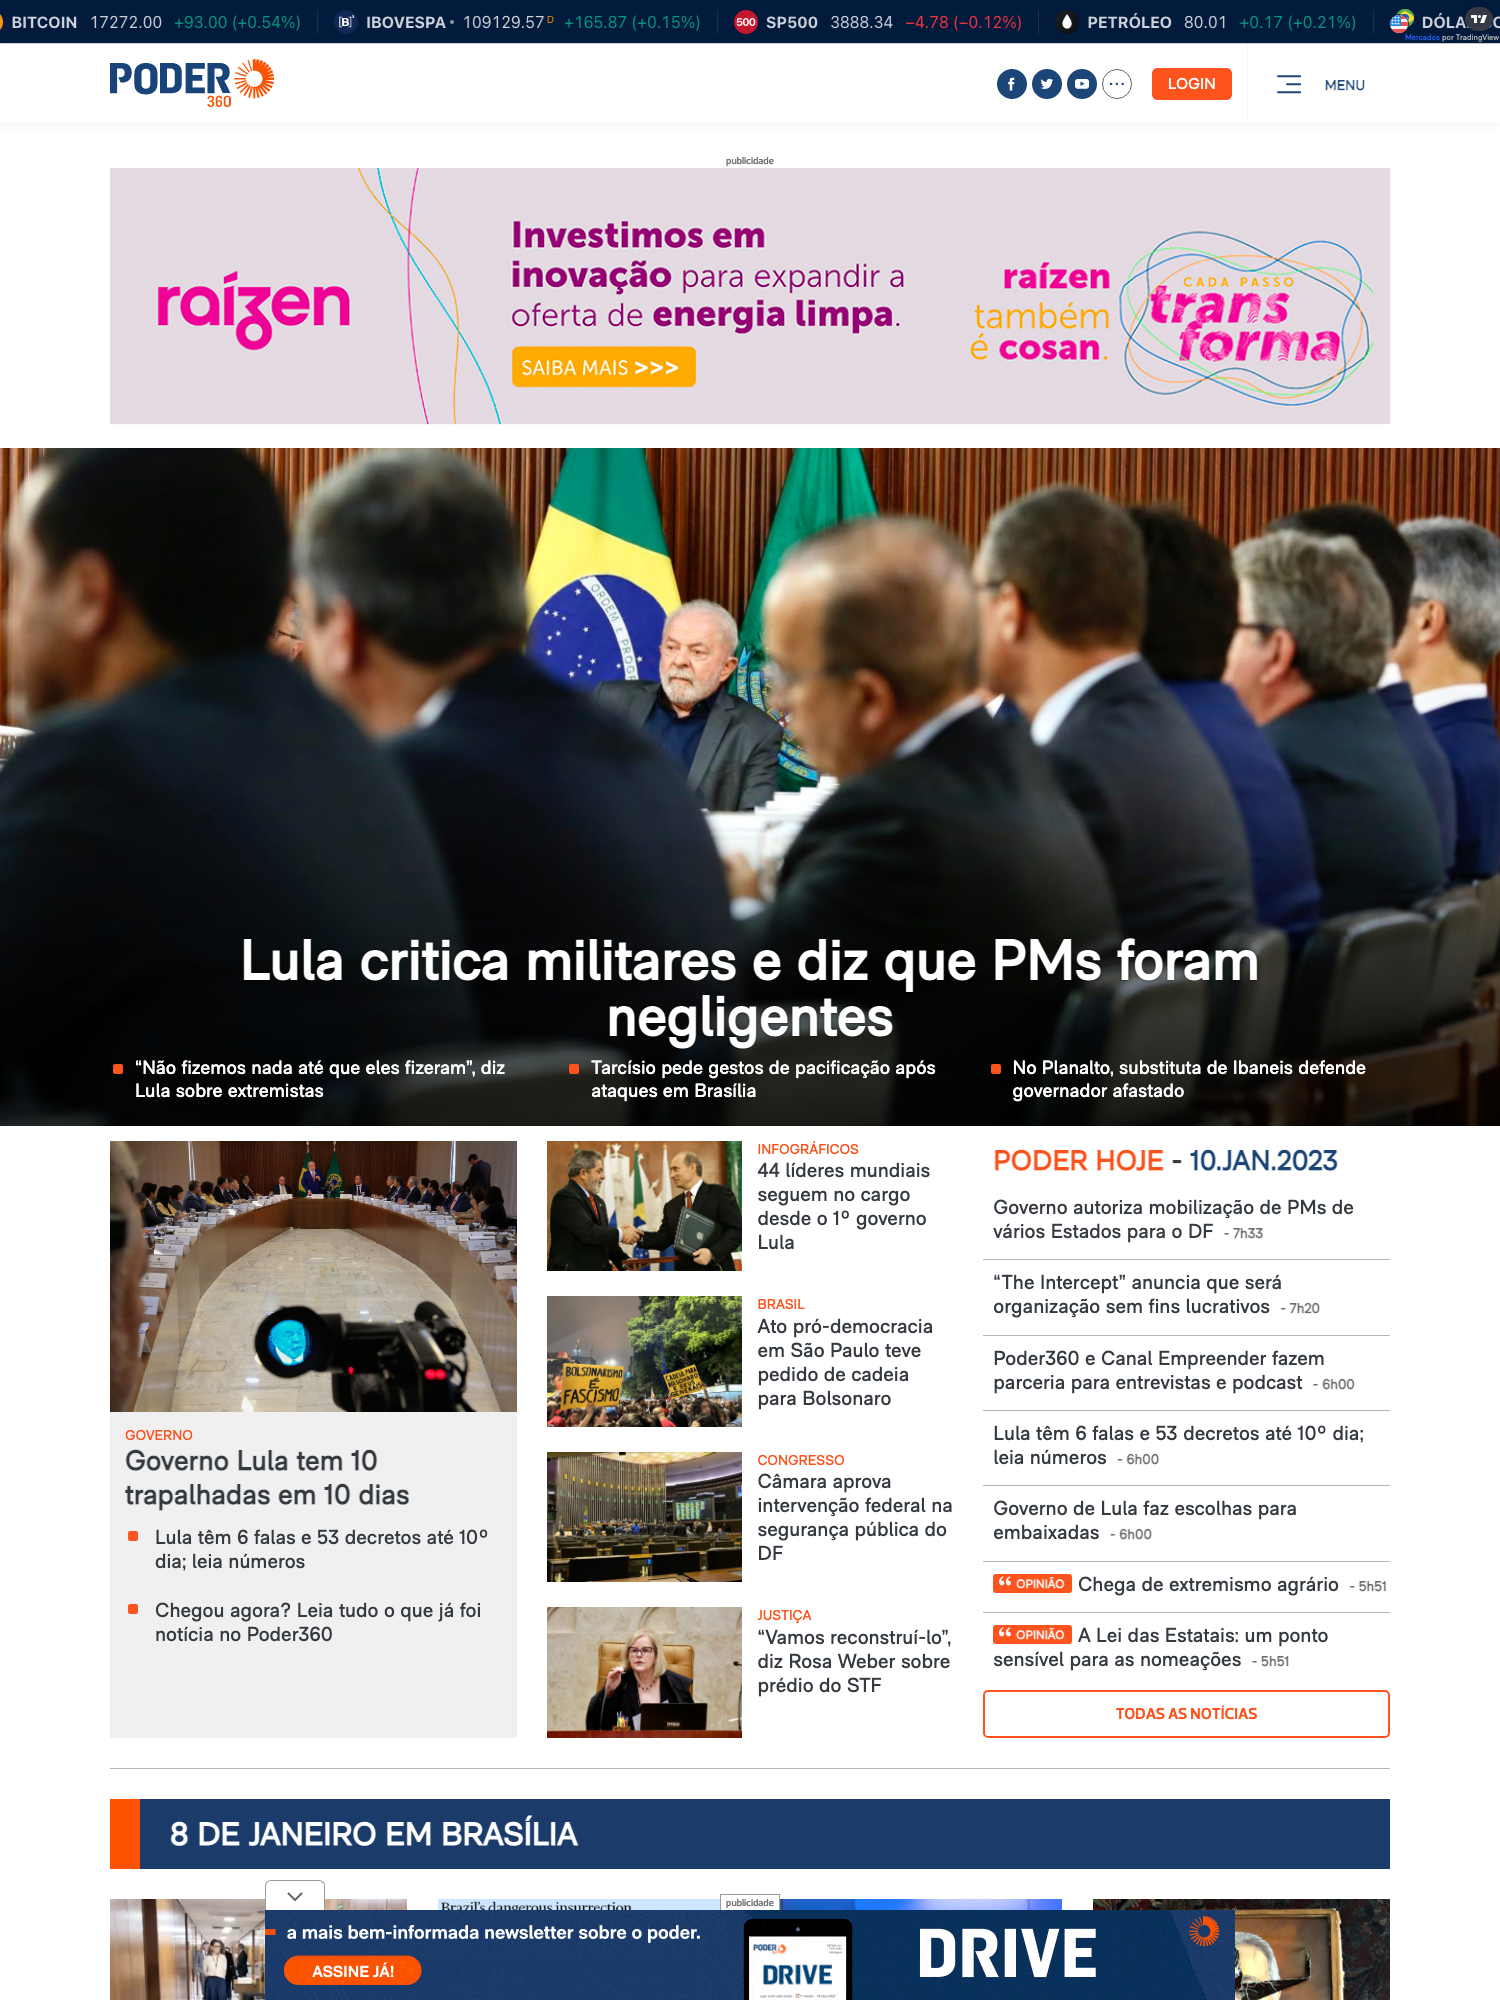 BITCOIN 17272.00 +93.00 (+0.54%) IBOVESPA 109129.57 D +165.87 (+0.15%) 500 SP500 3888.34 −4.78 (−0.12%) PETRÓLEO 80.01 +0.17 (+0.21%)
Mercados por TradingView
PODER
360
LOGIN
MENU
publicidade
raízen
Investimos em
inovação para expandir a
oferta de energia limpa.
SAIBA MAIS >>>
raízen
também
é cosan.
CADA PASSO
trans
forma
ORDEM E PROG
Lula critica militares e diz que PMs foram
negligentes
“Não fizemos nada até que eles fizeram”, diz
Lula sobre extremistas
Tarcísio pede gestos de pacificação após
ataques em Brasília
No Planalto, substituta de Ibaneis defende
governador afastado
GOVERNO
Governo Lula tem 10
trapalhadas em 10 dias
Lula têm 6 falas e 53 decretos até 10º
dia; leia números
Chegou agora? Leia tudo o que já foi
notícia no Poder360
INFOGRÁFICOS
44 líderes mundiais
seguem no cargo
desde o 1º governo
Lula
BOLSONARISMO
É
FASCISMO
CADEIA PARA
BOLSONARO
E SEUS
GENERAIS
BRASIL
Ato pró-democracia
em São Paulo teve
pedido de cadeia
para Bolsonaro
CONGRESSO
Câmara aprova
intervenção federal na
segurança pública do
DF
JUSTIÇA
“Vamos reconstruí-lo”,
diz Rosa Weber sobre
prédio do STF
PODER HOJE - 10.JAN.2023
Governo autoriza mobilização de PMs de
vários Estados para o DF - 7h33
“The Intercept” anuncia que será
organização sem fins lucrativos - 7h20
Poder360 e Canal Empreender fazem
parceria para entrevistas e podcast - 6h00
Lula têm 6 falas e 53 decretos até 10º dia;
leia números - 6h00
Governo de Lula faz escolhas para
embaixadas - 6h00
OPINIÃO Chega de extremismo agrário - 5h51
OPINIÃO A Lei das Estatais: um ponto
sensível para as nomeações - 5h51
TODAS AS NOTÍCIAS
8 DE JANEIRO EM BRASÍLIA
Brazil's dangerous insurrection
publicidade
a mais bem-informada newsletter sobre o poder.
ASSINE JÁ!
PODER
DRIVE
DRIVE